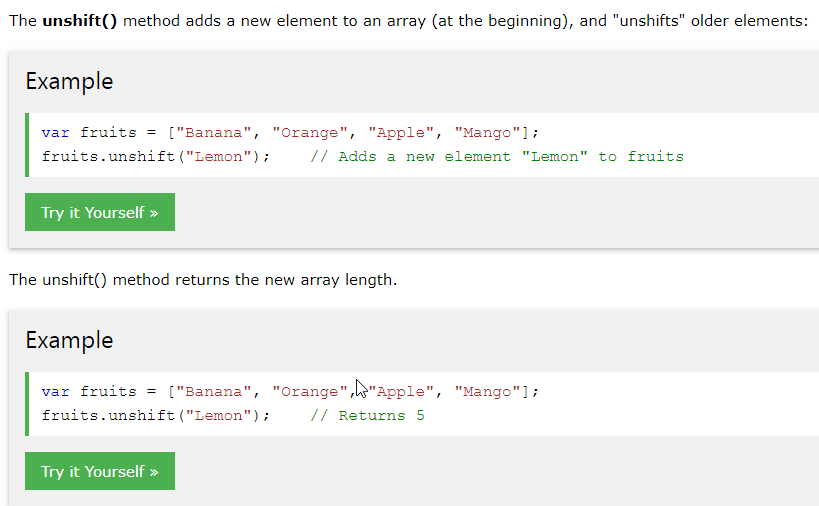 The unshift() method adds a new element to an array (at the beginning), and "unshifts" older elements:
Example
var fruits = ["Banana", "Orange", "Apple", "Mango"];
fruits.unshift("Lemon");    // Adds a new element "Lemon" to fruits
Try it Yourself »
The unshift() method returns the new array length.
Example
var fruits = ["Banana", "Orange", "Apple", "Mango"];
fruits.unshift("Lemon");    // Returns 5
Try it Yourself »